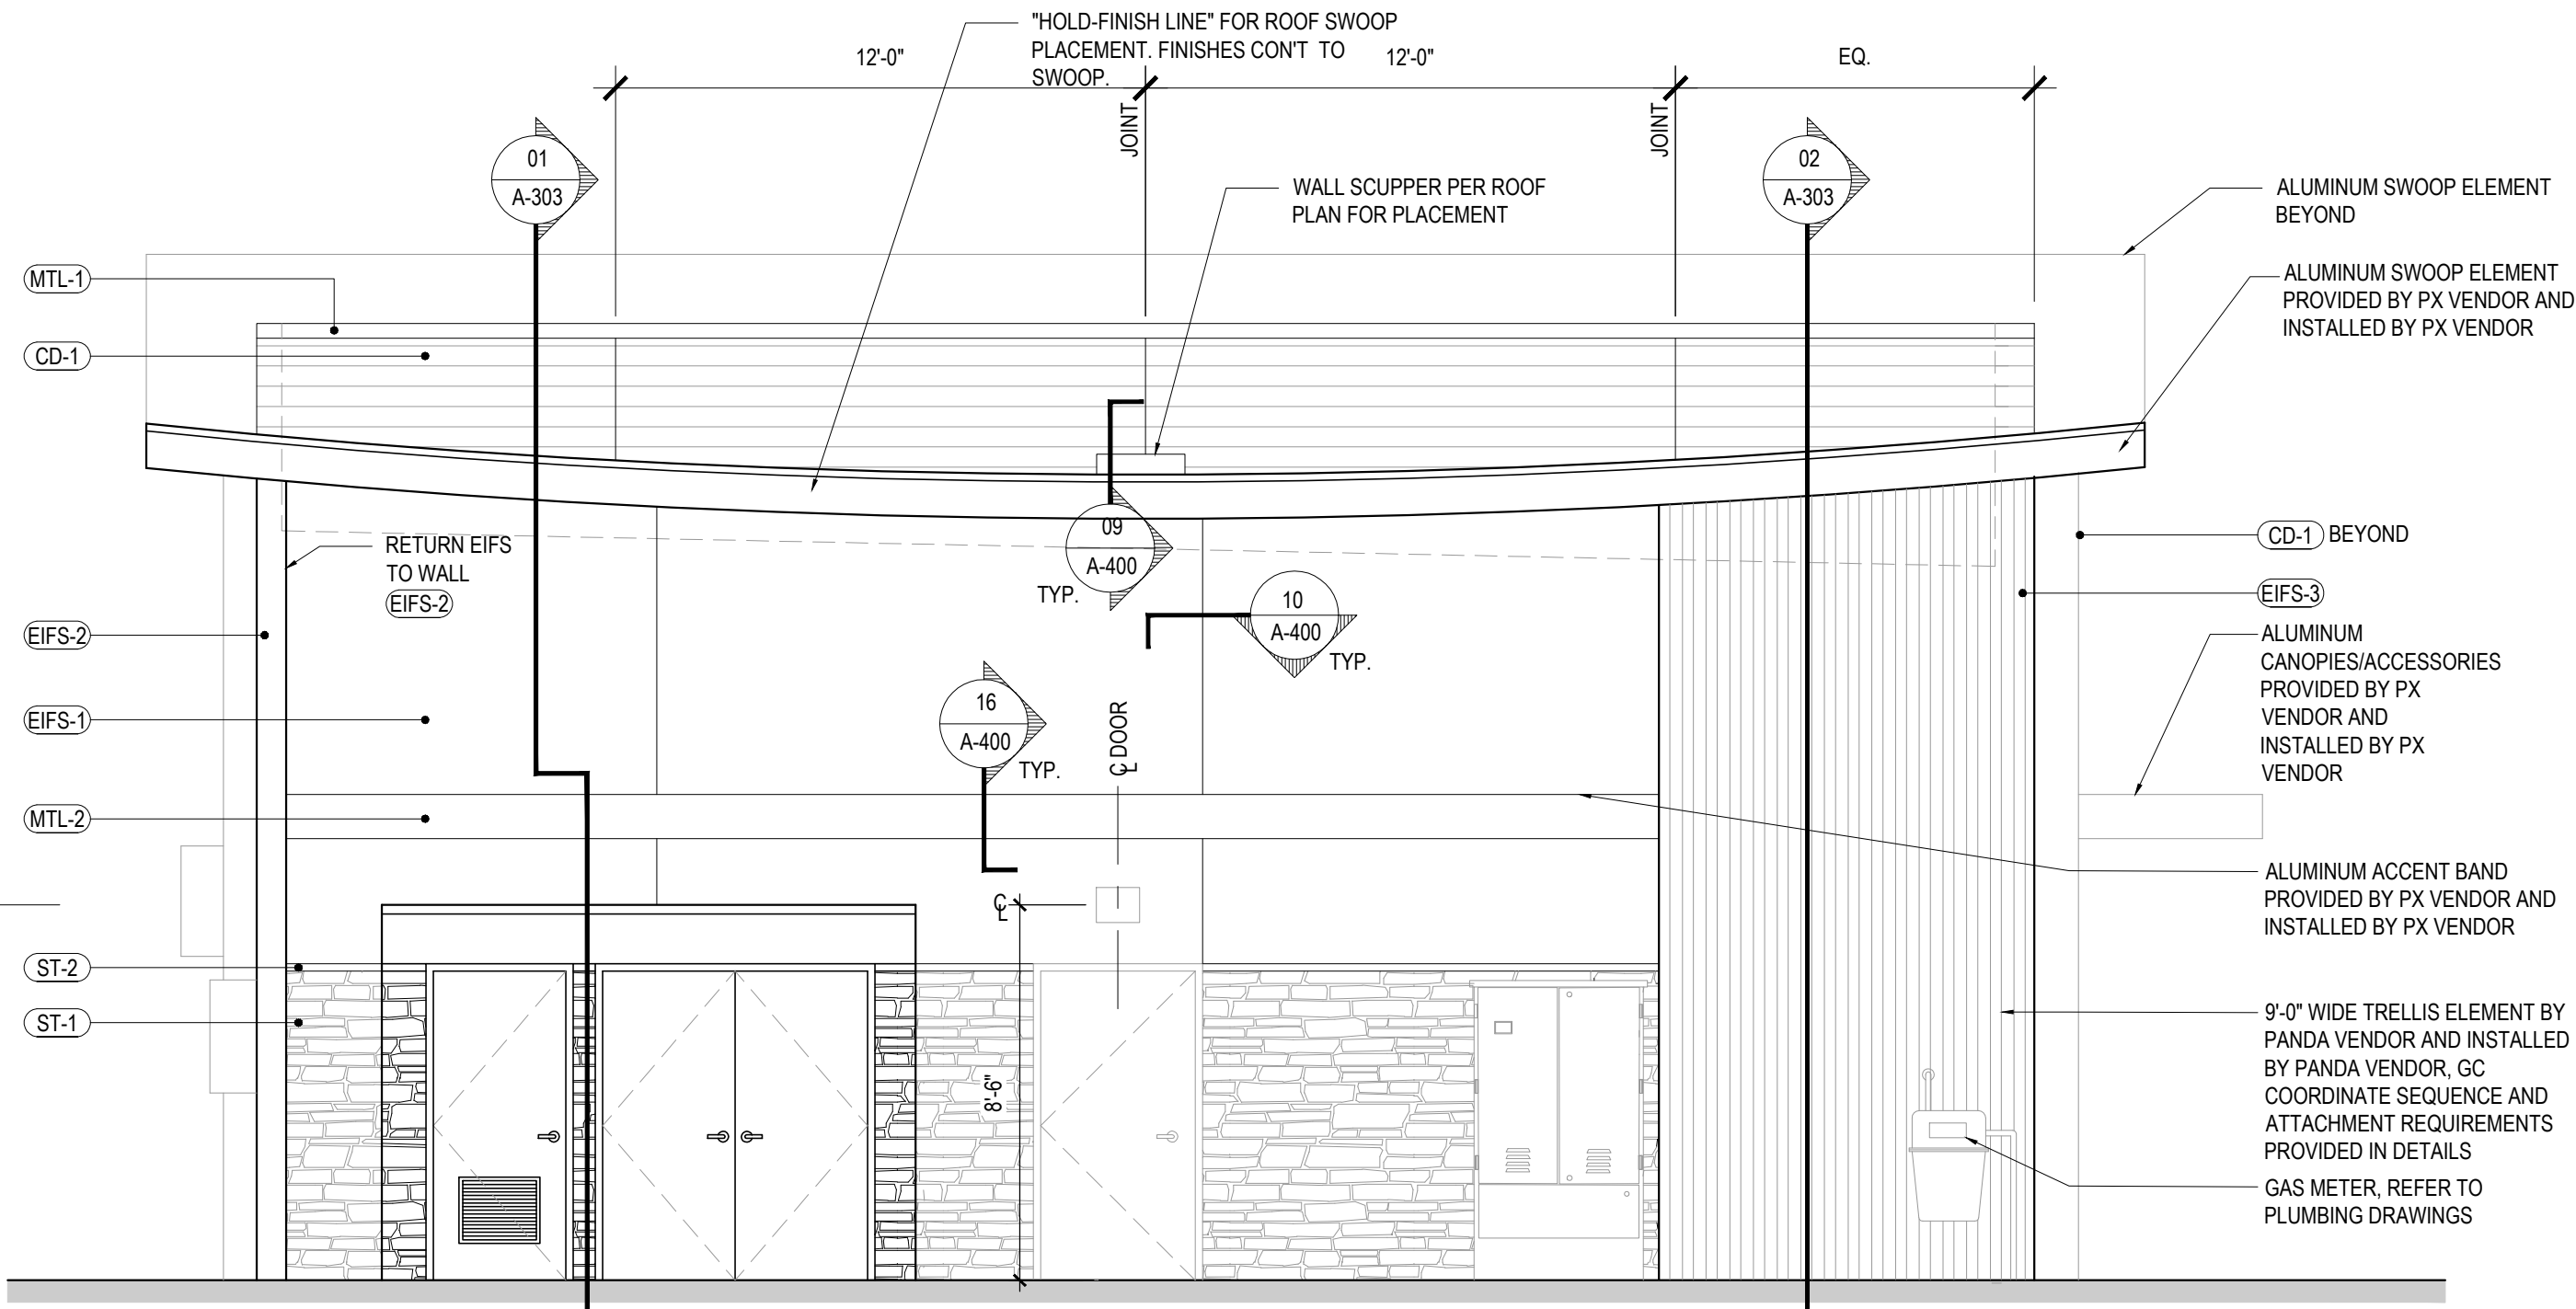 "HOLD-FINISH LINE" FOR ROOF SWOOP
PLACEMENT. FINISHES CON'T TO
SWOOP.
12'-0"
12'-0"
EQ.
JOINT
JOINT
01
A-303
02
A-303
WALL SCUPPER PER ROOF
PLAN FOR PLACEMENT
ALUMINUM SWOOP ELEMENT
BEYOND
ALUMINUM SWOOP ELEMENT
PROVIDED BY PX VENDOR AND
INSTALLED BY PX VENDOR
MTL-1
CD-1
RETURN EIFS
TO WALL
EIFS-2
09
A-400
TYP.
10
A-400
TYP.
16
A-400
TYP.
℄ DOOR
CD-1 BEYOND
EIFS-3
EIFS-2
EIFS-1
MTL-2
ALUMINUM
CANOPIES/ACCESSORIES
PROVIDED BY PX
VENDOR AND
INSTALLED BY PX
VENDOR
ALUMINUM ACCENT BAND
PROVIDED BY PX VENDOR AND
INSTALLED BY PX VENDOR
℄
8'-6"
ST-2
ST-1
9'-0" WIDE TRELLIS ELEMENT BY
PANDA VENDOR AND INSTALLED
BY PANDA VENDOR, GC
COORDINATE SEQUENCE AND
ATTACHMENT REQUIREMENTS
PROVIDED IN DETAILS
GAS METER, REFER TO
PLUMBING DRAWINGS